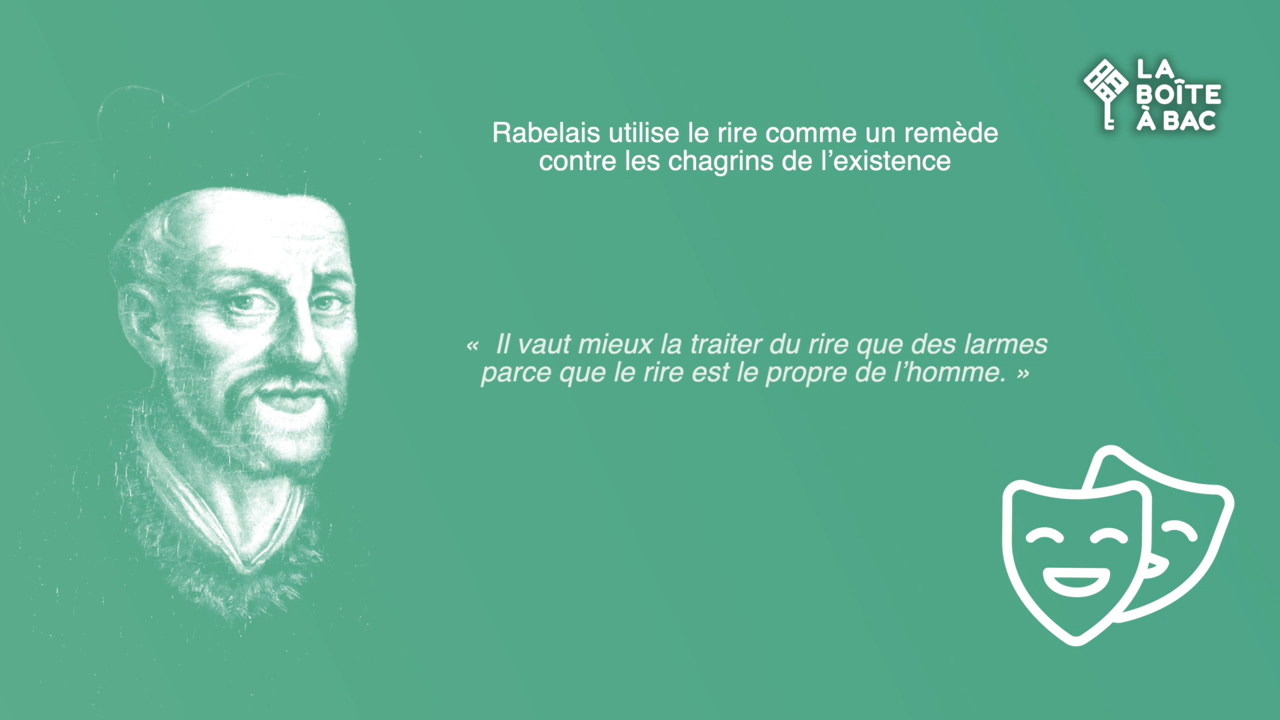 LA
BOÎTE
À BAC
Rabelais utilise le rire comme un remède
contre les chagrins de l’existence
«  Il vaut mieux la traiter du rire que des larmes
parce que le rire est le propre de l’homme. »